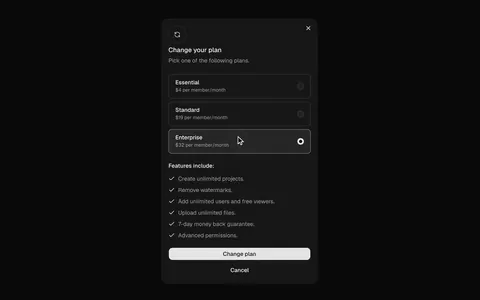 Change your plan
Pick one of the following plans.
Essential
$4 per member/month
Standard
$19 per member/month
Enterprise
$32 per member/month
Features include:
Create unlimited projects.
Remove watermarks.
Add unlimited users and free viewers.
Upload unlimited files.
7-day money back guarantee.
Advanced permissions.
Change plan
Cancel